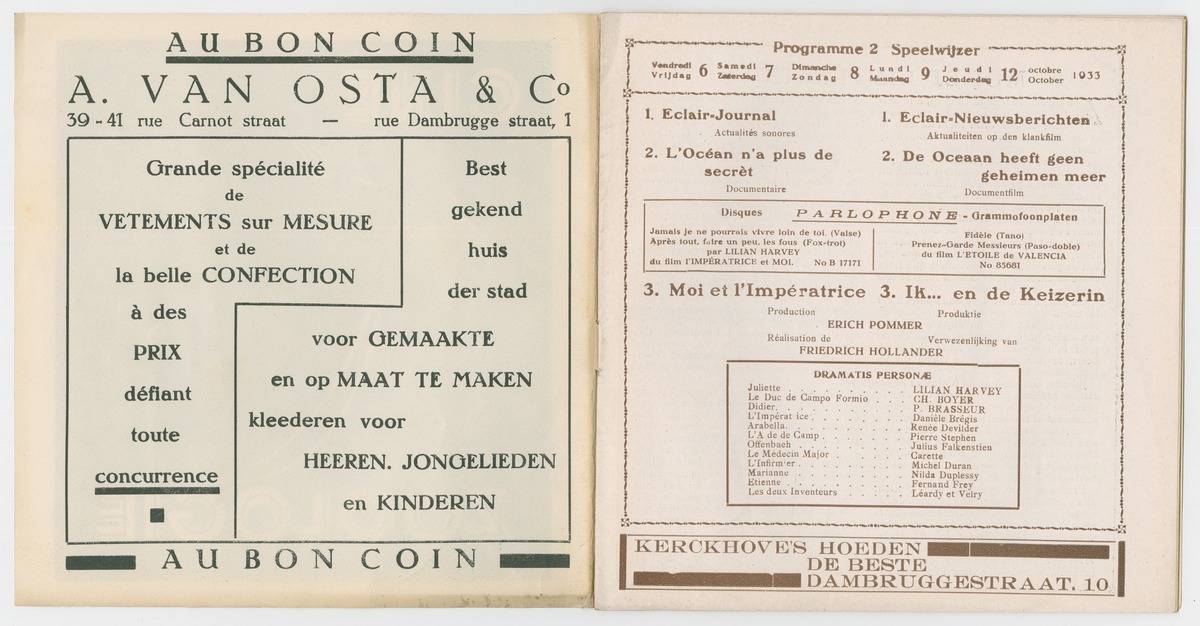 AU BON COIN
A. VAN OSTA & Co
39-41 rue Carnot straat — rue Dambrugge straat, 1
Grande spécialité
de
VETEMENTS sur MESURE
et de
la belle CONFECTION
à des
PRIX
défiant
toute
concurrence
Best
gekend
huis
der stad
voor GEMAAKTE
en op MAAT TE MAKEN
kleederen voor
HEEREN. JONGELIEDEN
en KINDEREN
AU BON COIN
Programme 2 Speelwijzer
Vendredi 6 Samedi 7 Dimanche 8 Lundi 9 Jeudi 12 octobre 1933
Vrijdag Zaterdag Zondag Maandag Donderdag October
1. Eclair-Journal
Actualités sonores
2. L'Océan n'a plus de
secrèt
Documentaire
1. Eclair-Nieuwsberichten
Aktualiteiten op den klankfilm
2. De Oceaan heeft geen
geheimen meer
Documentfilm
Disques PARLOPHONE - Grammofoonplaten
Jamais je ne pourrais vivre loin de toi. (Valse)
Après tout, faire un peu, les fous (Fox-trot)
par LILIAN HARVEY
du film l'IMPÉRATRICE et MOI. No B 17171
Fidèle (Tano)
Prenez-Garde Messieurs (Paso-doble)
du film L'ETOILE de VALENCIA
No 85681
3. Moi et l'Impératrice 3. Ik... en de Keizerin
Production Produktie
ERICH POMMER
Réalisation de Verwezenlijking van
FRIEDRICH HOLLANDER
DRAMATIS PERSONÆ
Juliette . . . . . . . . LILIAN HARVEY
Le Duc de Campo Formio . . . CH. BOYER
Didier. . . . . . . . . P. BRASSEUR
L'Impérat ice. . . . . . . Danièle Brégis
Arabella. . . . . . . . Renée Devilder
L'A de de Camp . . . . . . Pierre Stephen
Offenbach . . . . . . . Julius Falkenstien
Le Médecin Major . . . . . Carette
L'Infirmier. . . . . . . . Michel Duran
Marianne . . . . . . . Nilda Duplessy
Etienne . . . . . . . . Fernand Frey
Les deux Inventeurs . . . . . Léardy et Velry
KERCKHOVE'S HOEDEN
DE BESTE
DAMBRUGGESTRAAT, 10